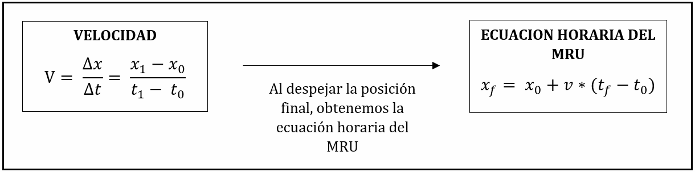 VELOCIDAD
V = Δx/Δt = x₁ − x₀/t₁ − t₀
Al despejar la posición
final, obtenemos la
ecuación horaria del
MRU
ECUACION HORARIA DEL
MRU
x_f = x₀ + v * (t_f − t₀)